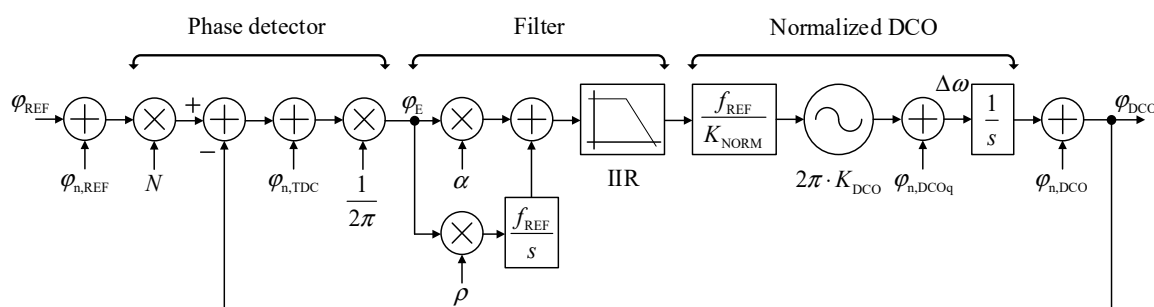 Phase detector
Filter
Normalized DCO
φREF
+
−
φE
fREF
KNORM
Δω
1
s
φDCO
φn,REF
N
φn,TDC
1
2π
α
IIR
2π · KDCO
φn,DCOq
φn,DCO
fREF
s
ρ